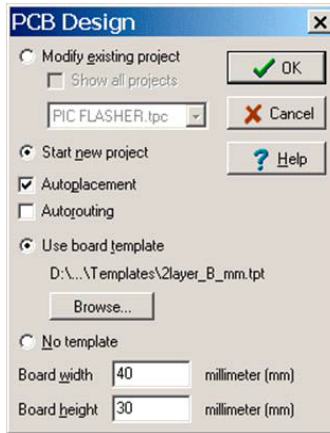 PCB Design
Modify existing project
OK
Show all projects
PIC FLASHER.tpc
Cancel
Start new project
Help
Autoplacement
Autorouting
Use board template
D:\...\Templates\2layer_B_mm.tpt
Browse...
No template
Board width 40 millimeter (mm)
Board height 30 millimeter (mm)